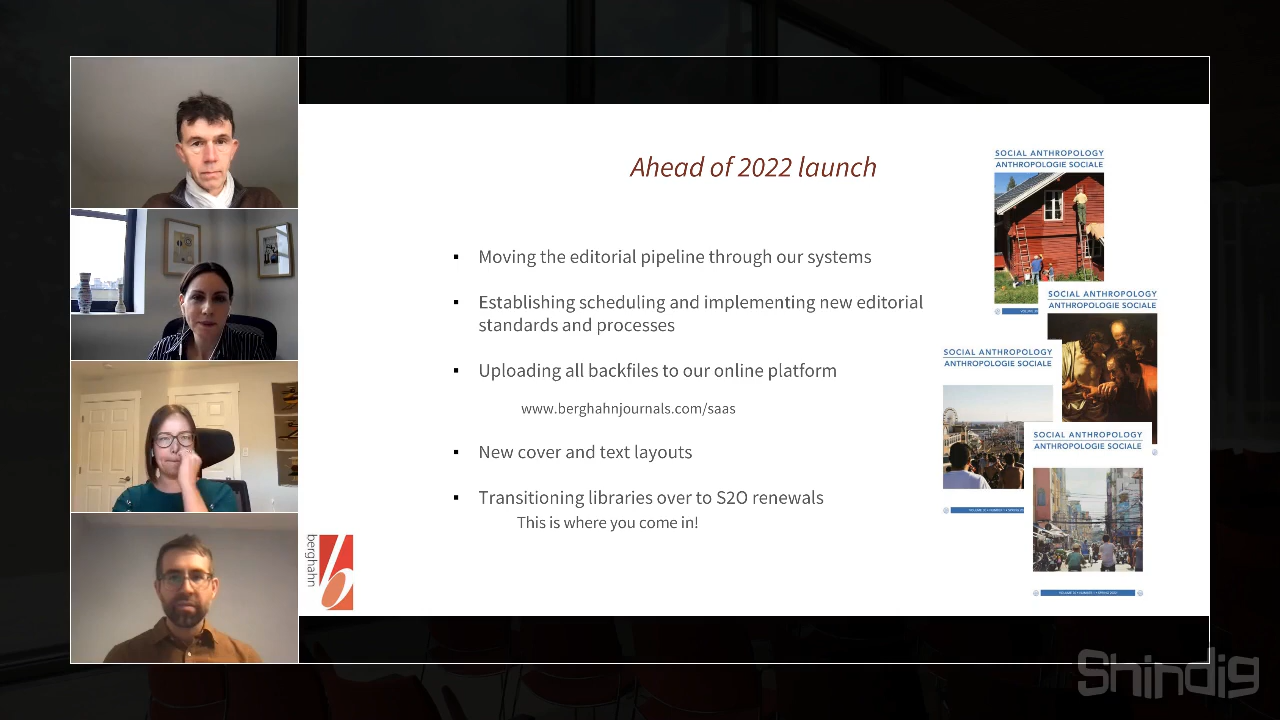 Ahead of 2022 launch
Moving the editorial pipeline through our systems
Establishing scheduling and implementing new editorial
standards and processes
Uploading all backfiles to our online platform
www.berghahnjournals.com/saas
New cover and text layouts
Transitioning libraries over to S2O renewals
This is where you come in!
berghahn
b
SOCIAL ANTHROPOLOGY
ANTHROPOLOGIE SOCIALE
SOCIAL ANTHROPOLOGY
ANTHROPOLOGIE SOCIALE
SOCIAL ANTHROPOLOGY
ANTHROPOLOGIE SOCIALE
SOCIAL ANTHROPOLOGY
ANTHROPOLOGIE SOCIALE
Shindig